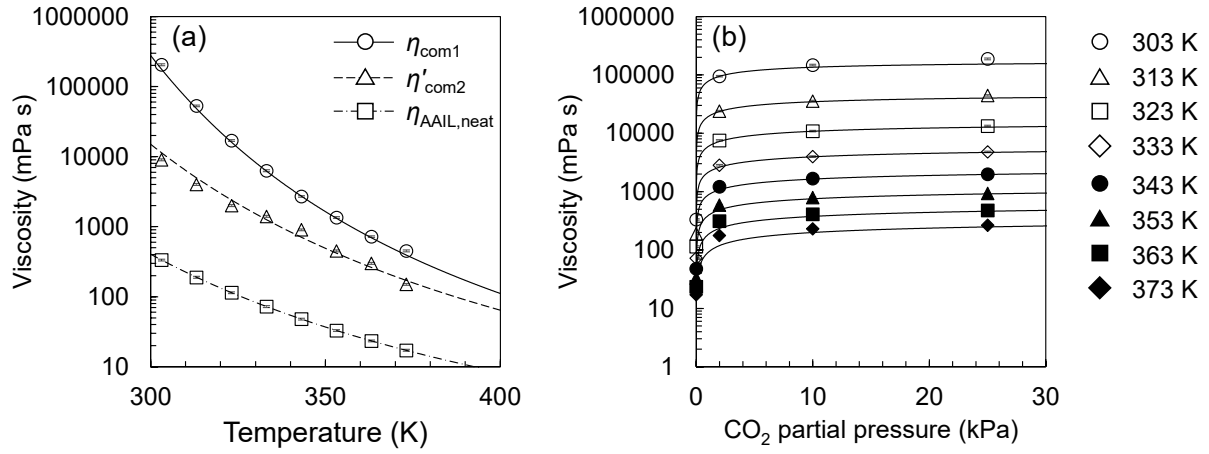 (a)
η_com1
η'_com2
η_AAIL,neat
1000000
100000
10000
1000
100
10
Viscosity (mPa s)
300
350
400
Temperature (K)
(b)
1000000
100000
10000
1000
100
10
1
Viscosity (mPa s)
0
10
20
30
CO₂ partial pressure (kPa)
303 K
313 K
323 K
333 K
343 K
353 K
363 K
373 K